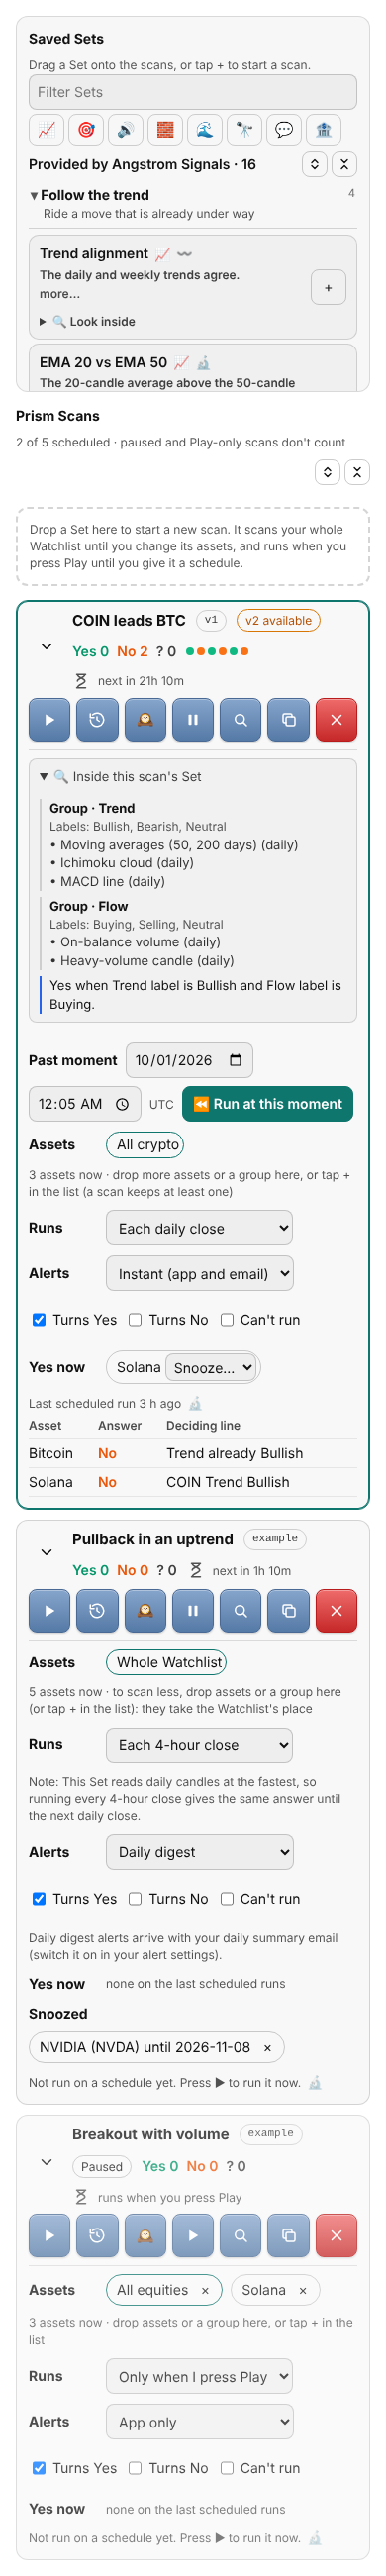 Saved Sets
Drag a Set onto the scans, or tap + to start a scan.
Filter Sets
Provided by Angstrom Signals · 16
▾ Follow the trend 4
Ride a move that is already under way
Trend alignment
The daily and weekly trends agree.
more...
+
▶ Look inside
EMA 20 vs EMA 50
The 20-candle average above the 50-candle
Prism Scans
2 of 5 scheduled · paused and Play-only scans don't count
Drop a Set here to start a new scan. It scans your whole
Watchlist until you change its assets, and runs when you
press Play until you give it a schedule.
COIN leads BTC v1 v2 available
Yes 0 No 2 ? 0
next in 21h 10m
▼ Inside this scan's Set
Group · Trend
Labels: Bullish, Bearish, Neutral
• Moving averages (50, 200 days) (daily)
• Ichimoku cloud (daily)
• MACD line (daily)
Group · Flow
Labels: Buying, Selling, Neutral
• On-balance volume (daily)
• Heavy-volume candle (daily)
Yes when Trend label is Bullish and Flow label is
Buying.
Past moment 10/01/2026
12:05 AM UTC ⏪ Run at this moment
Assets All crypto
3 assets now · drop more assets or a group here, or tap +
in the list (a scan keeps at least one)
Runs Each daily close
Alerts Instant (app and email)
Turns Yes Turns No Can't run
Yes now Solana Snooze...
Last scheduled run 3 h ago
Asset Answer Deciding line
Bitcoin No Trend already Bullish
Solana No COIN Trend Bullish
Pullback in an uptrend example
Yes 0 No 0 ? 0 next in 1h 10m
Assets Whole Watchlist
5 assets now · to scan less, drop assets or a group here
(or tap + in the list): they take the Watchlist's place
Runs Each 4-hour close
Note: This Set reads daily candles at the fastest, so
running every 4-hour close gives the same answer until
the next daily close.
Alerts Daily digest
Turns Yes Turns No Can't run
Daily digest alerts arrive with your daily summary email
(switch it on in your alert settings).
Yes now none on the last scheduled runs
Snoozed
NVIDIA (NVDA) until 2026-11-08 ×
Not run on a schedule yet. Press ▶ to run it now.
Breakout with volume example
Paused Yes 0 No 0 ? 0
runs when you press Play
Assets All equities × Solana ×
3 assets now · drop assets or a group here, or tap + in the
list
Runs Only when I press Play
Alerts App only
Turns Yes Turns No Can't run
Yes now none on the last scheduled runs
Not run on a schedule yet. Press ▶ to run it now.